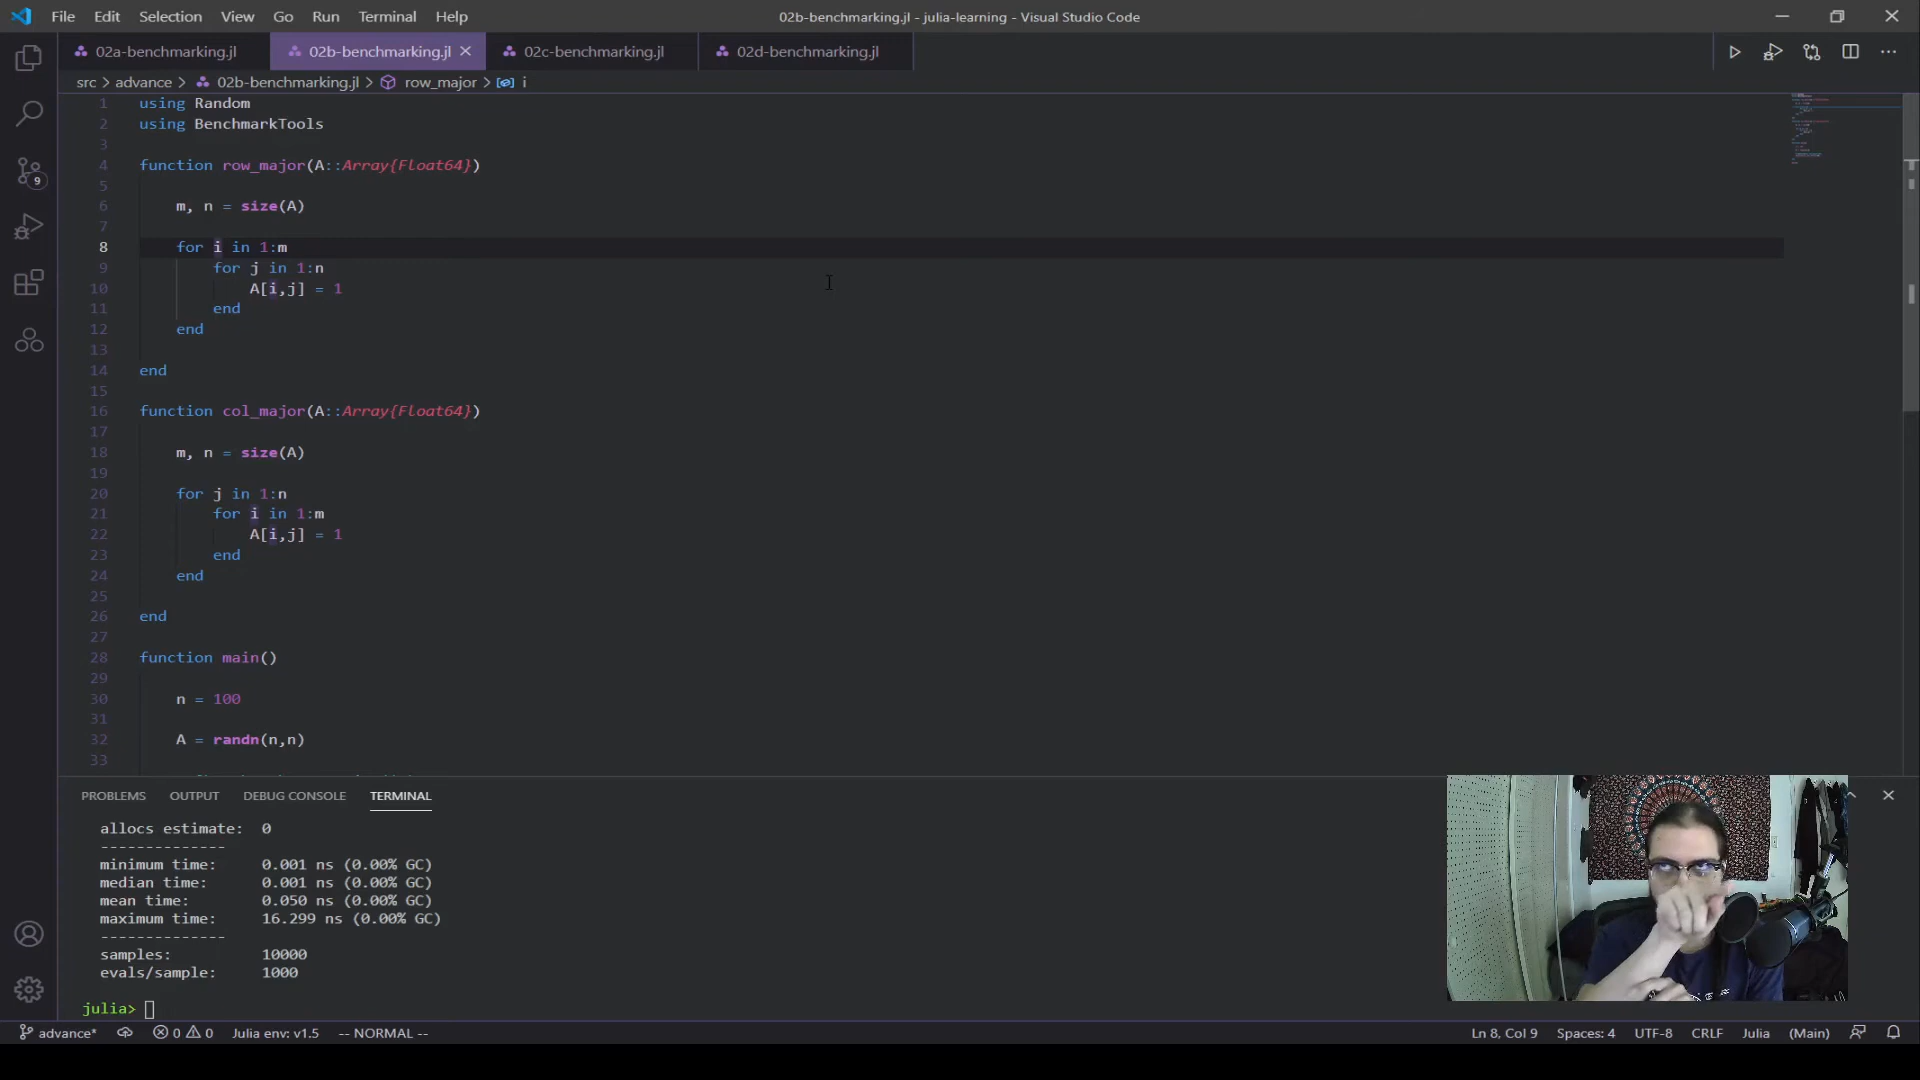 File Edit Selection View Go Run Terminal Help
02b-benchmarking.jl - julia-learning - Visual Studio Code
02a-benchmarking.jl 02b-benchmarking.jl 02c-benchmarking.jl 02d-benchmarking.jl
src > advance > 02b-benchmarking.jl > row_major > i
1 using Random
2 using BenchmarkTools
3
4 function row_major(A::Array{Float64})
5
6 m, n = size(A)
7
8 for i in 1:m
9 for j in 1:n
10 A[i,j] = 1
11 end
12 end
13
14 end
15
16 function col_major(A::Array{Float64})
17
18 m, n = size(A)
19
20 for j in 1:n
21 for i in 1:m
22 A[i,j] = 1
23 end
24 end
25
26 end
27
28 function main()
29
30 n = 100
31
32 A = randn(n,n)
33
9
PROBLEMS OUTPUT DEBUG CONSOLE TERMINAL
allocs estimate: 0
--------------
minimum time: 0.001 ns (0.00% GC)
median time: 0.001 ns (0.00% GC)
mean time: 0.050 ns (0.00% GC)
maximum time: 16.299 ns (0.00% GC)
--------------
samples: 10000
evals/sample: 1000
julia>
advance* 0 0 Julia env: v1.5 -- NORMAL -- Ln 8, Col 9 Spaces: 4 UTF-8 CRLF Julia (Main)